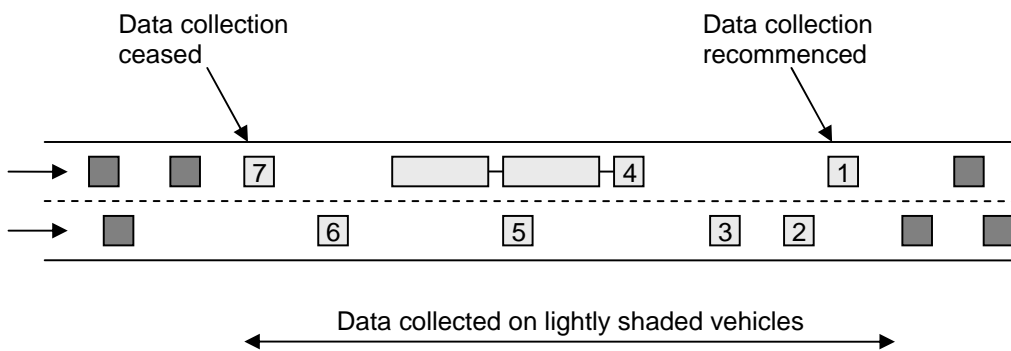 Data collection
ceased
Data collection
recommenced
7
4
1
6
5
3
2
Data collected on lightly shaded vehicles